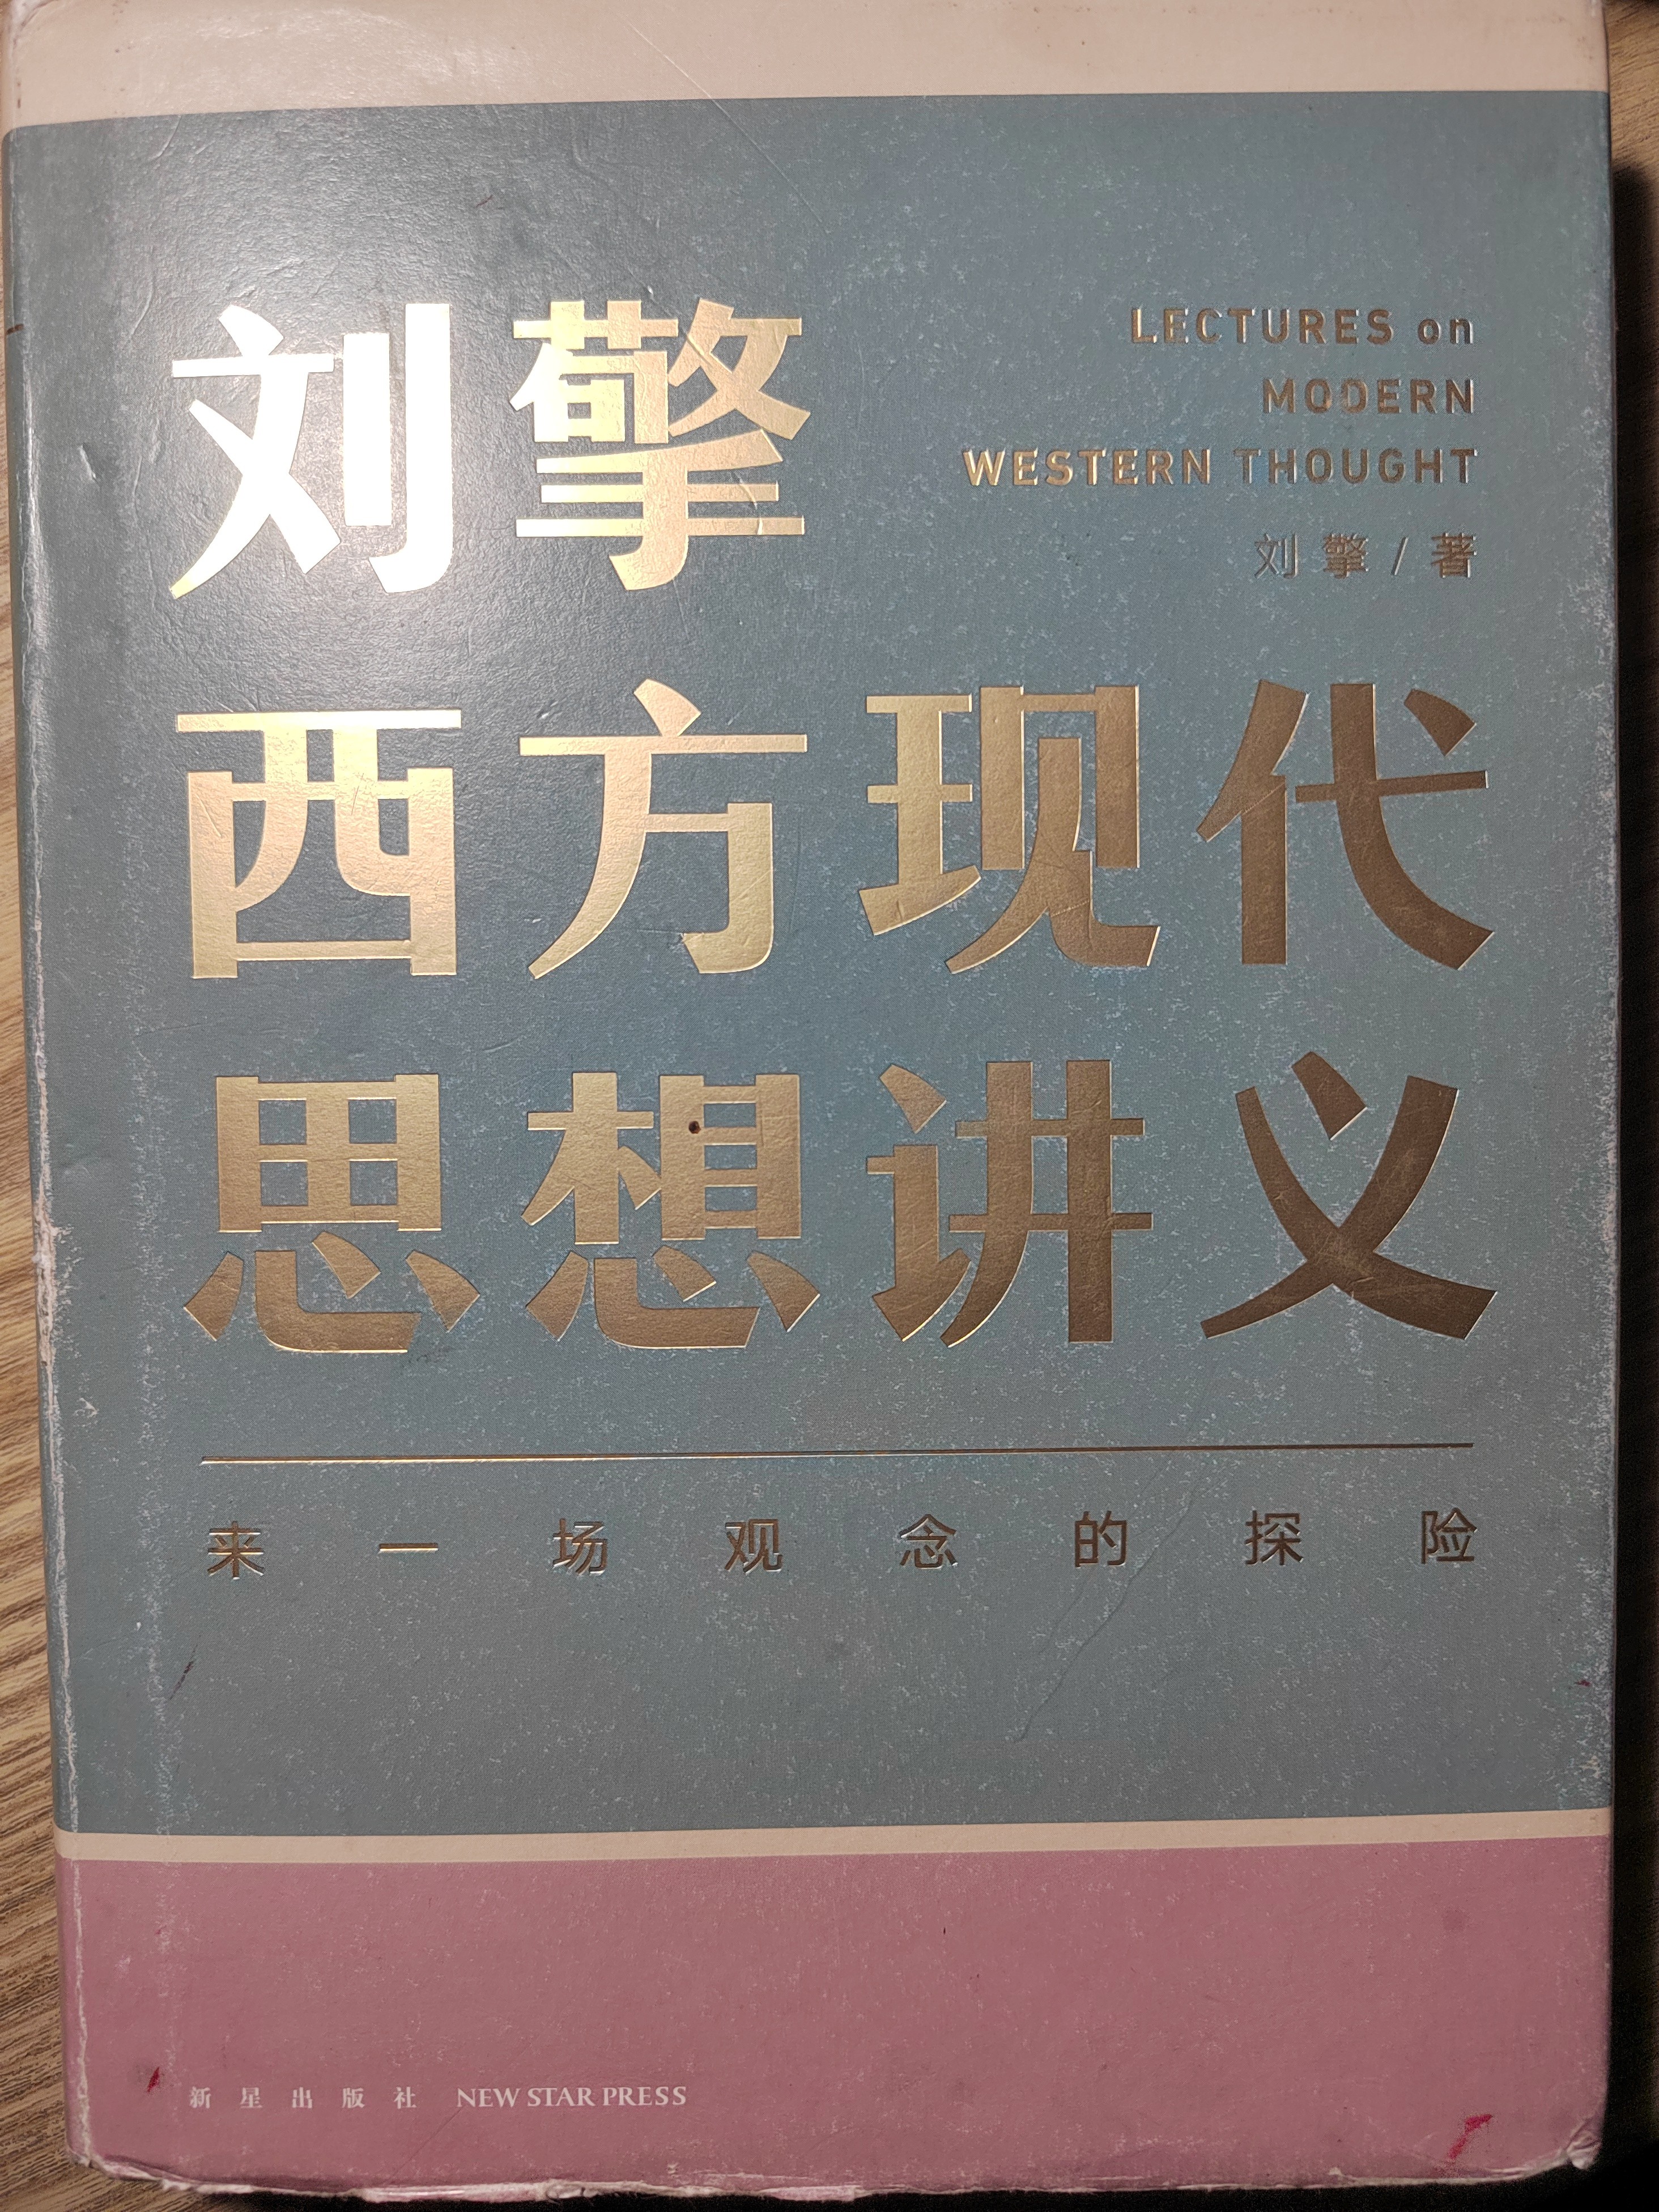 刘擎
LECTURES on
MODERN
WESTERN THOUGHT
刘擎/著
西方现代
思想讲义
来一场观念的探险
新星出版社 NEW STAR PRESS